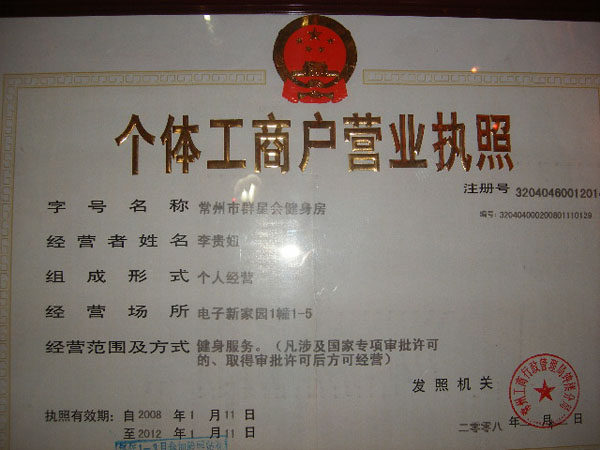 个体工商户营业执照
注册号 3204046001201
编号: 320404000200801110129
字号名称 常州市群星会健身房
经营者姓名 李贵妞
组成形式 个人经营
经营场所 电子新家园1幢1-5
经营范围及方式 健身服务。（凡涉及国家专项审批许可
的、取得审批许可后方可经营）
发照机关
执照有效期: 自 2008 年 1 月 11 日
至 2012 年 1 月 11 日
二零零八 年 月 日